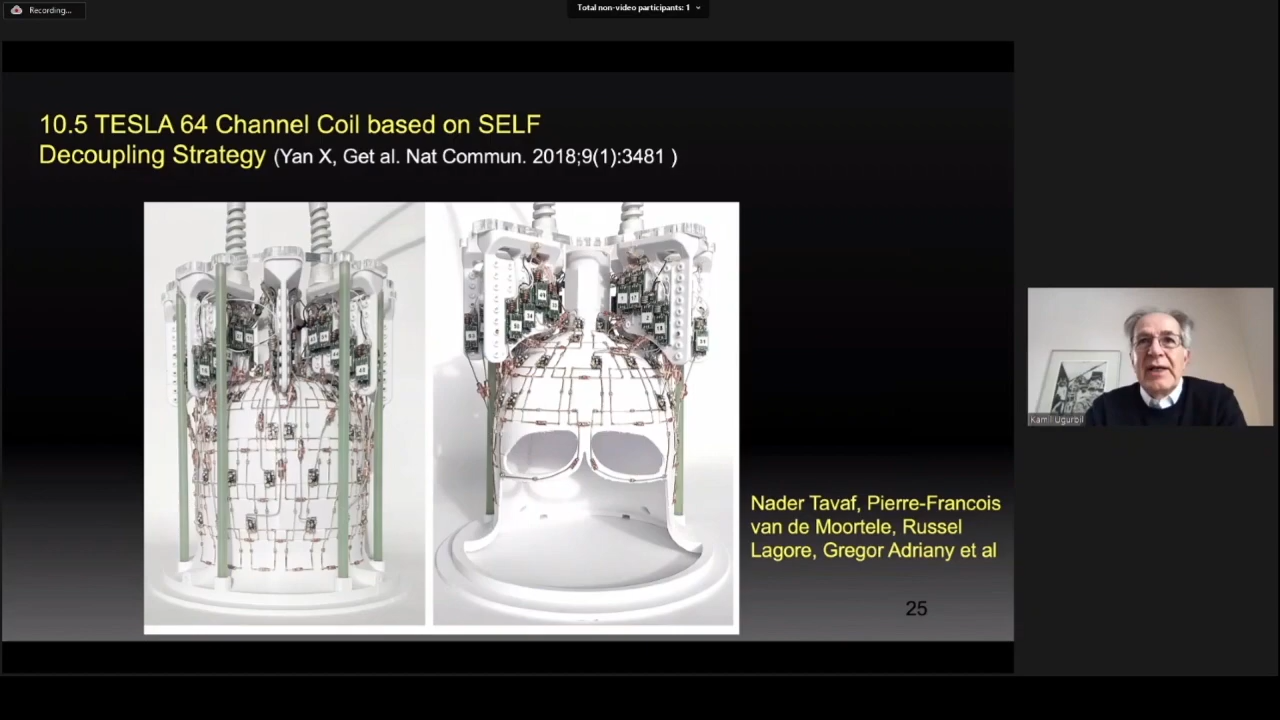 Recording...
Total non-video participants: 1
10.5 TESLA 64 Channel Coil based on SELF
Decoupling Strategy (Yan X, Get al. Nat Commun. 2018;9(1):3481 )
Nader Tavaf, Pierre-Francois
van de Moortele, Russel
Lagore, Gregor Adriany et al
25
Kamil Ugurbil